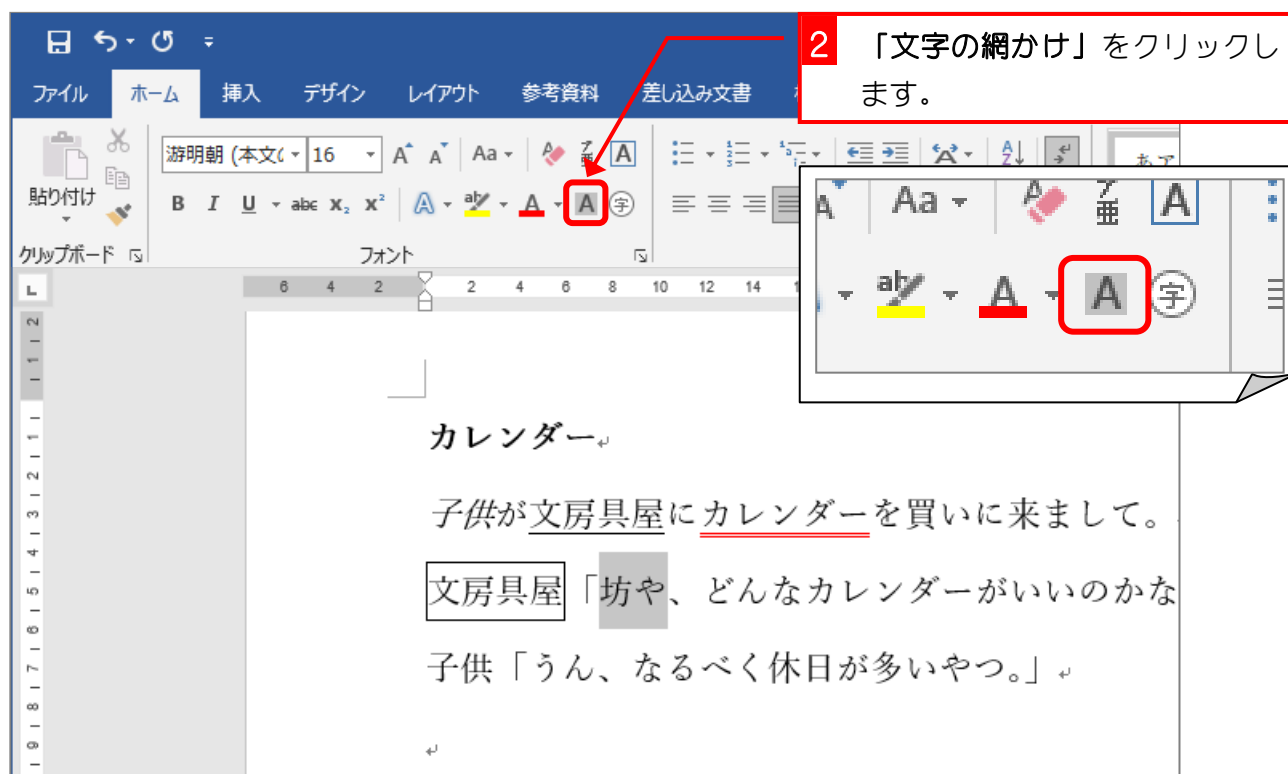 2 「文字の網かけ」をクリックします。
ファイル ホーム 挿入 デザイン レイアウト 参考資料 差し込み文書
游明朝 (本文( 16 A A Aa ア亜 A
貼り付け B I U abc X₂ X² A ab A A 字
クリップボード フォント
Aa ア亜 A
ab A A 字
L 6 4 2 2 4 6 8 10 12 14
カレンダー
子供が文房具屋にカレンダーを買いに来まして。
文房具屋「坊や、どんなカレンダーがいいのかな
子供「うん、なるべく休日が多いやつ。」